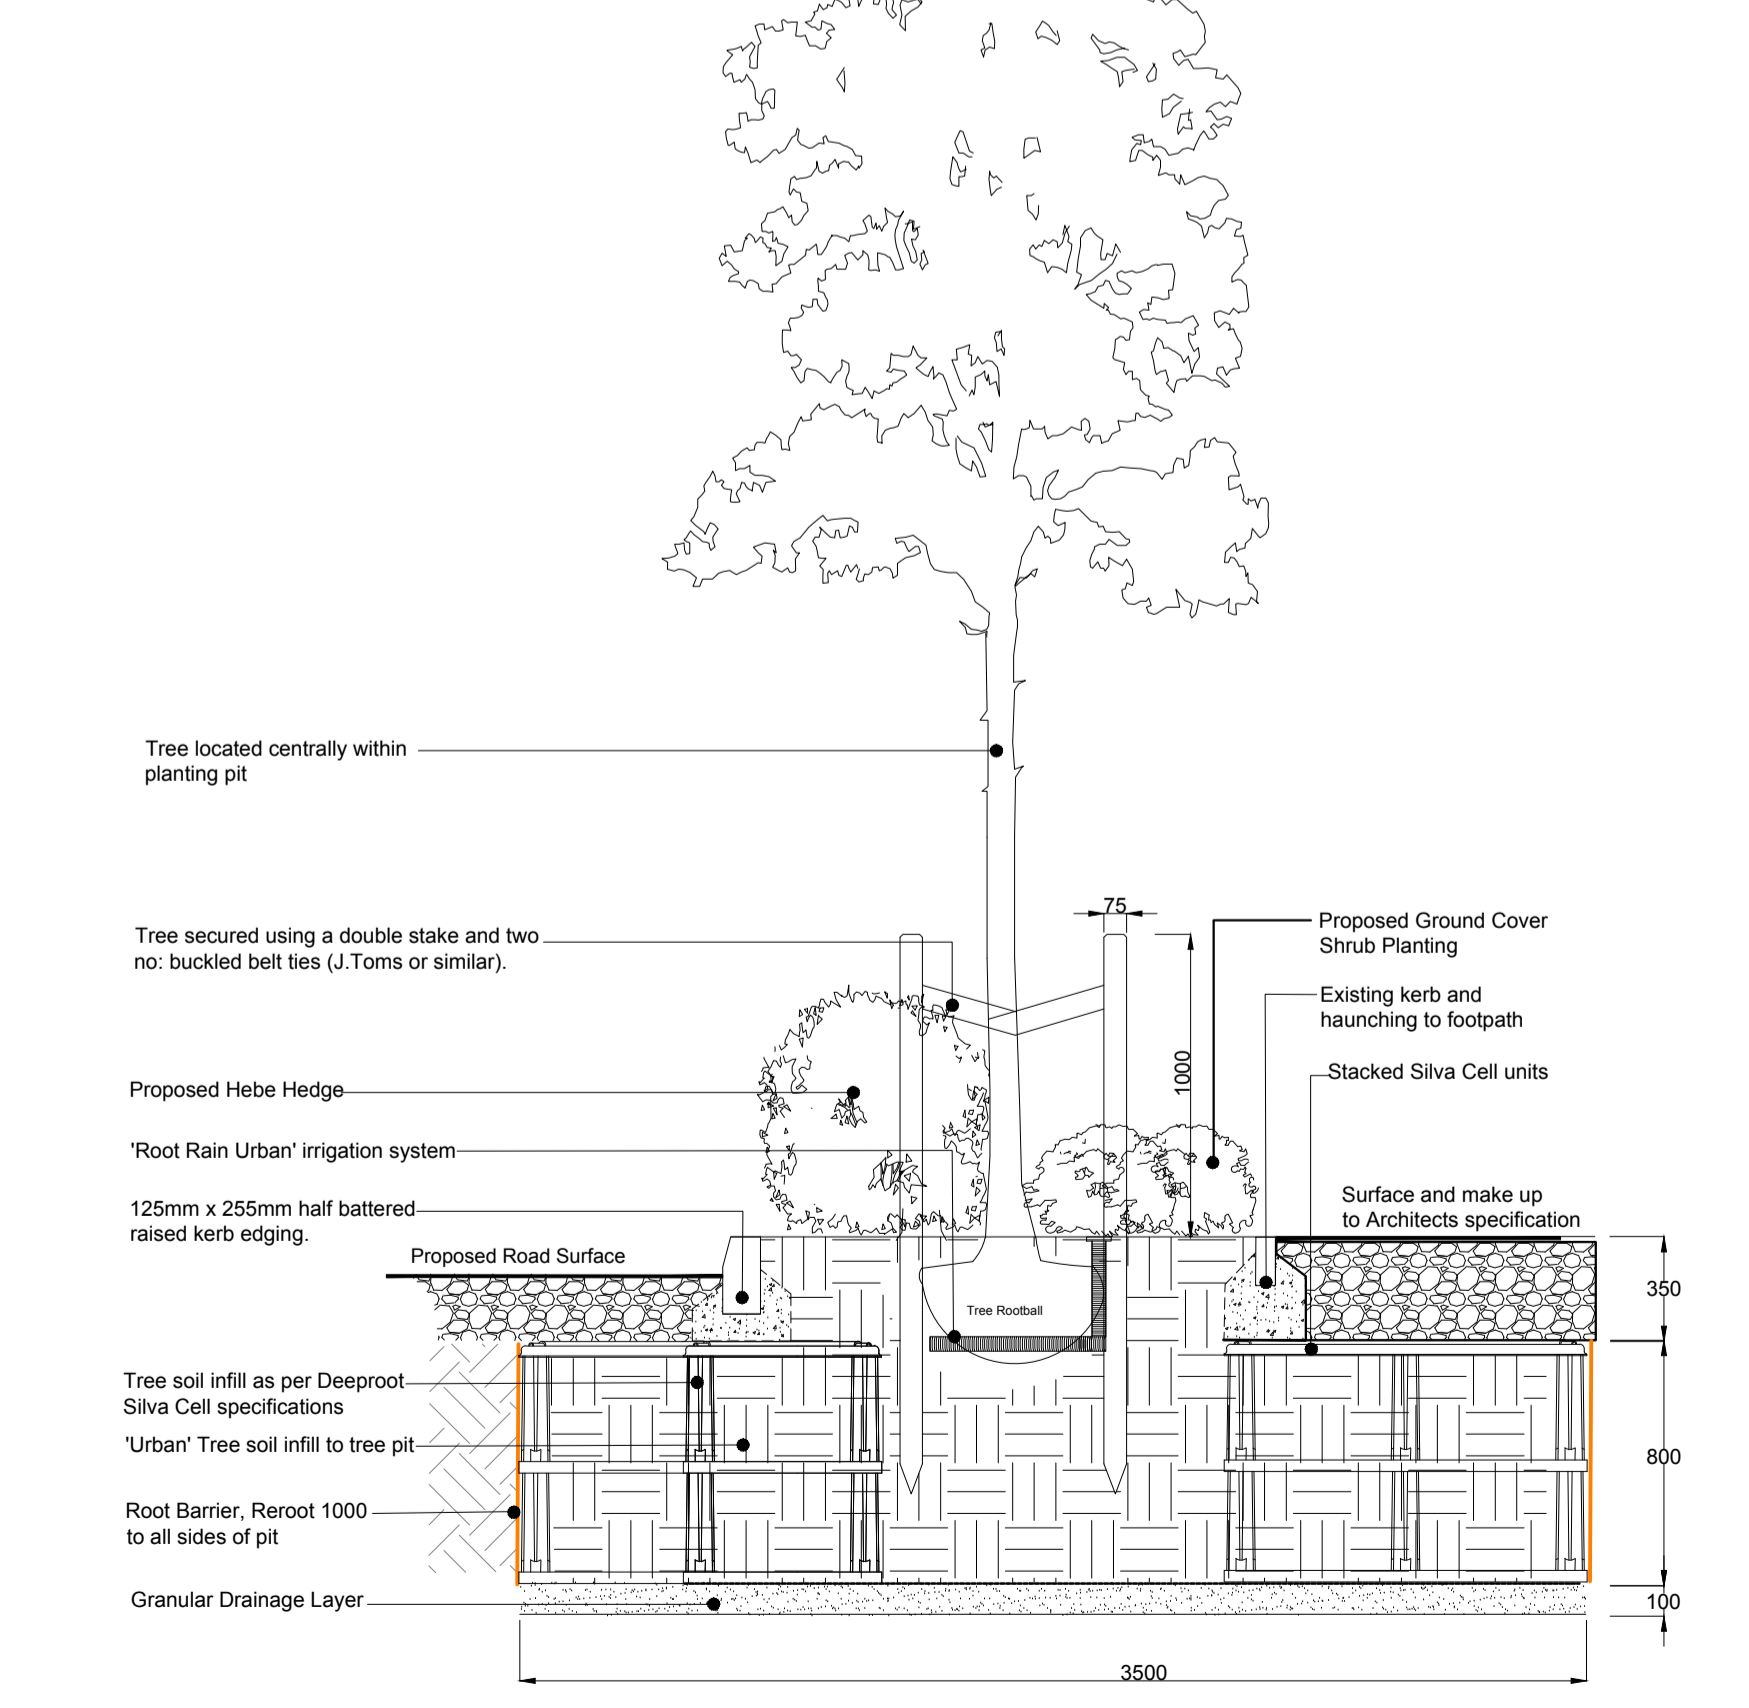 Tree located centrally within
planting pit
Tree secured using a double stake and two
no: buckled belt ties (J.Toms or similar).
Proposed Hebe Hedge
'Root Rain Urban' irrigation system
125mm x 255mm half battered
raised kerb edging.
Proposed Road Surface
Tree soil infill as per Deeproot
Silva Cell specifications
'Urban' Tree soil infill to tree pit
Root Barrier, Reroot 1000
to all sides of pit
Granular Drainage Layer
75
1000
Tree Rootball
Proposed Ground Cover
Shrub Planting
Existing kerb and
haunching to footpath
Stacked Silva Cell units
Surface and make up
to Architects specification
350
800
100
3500